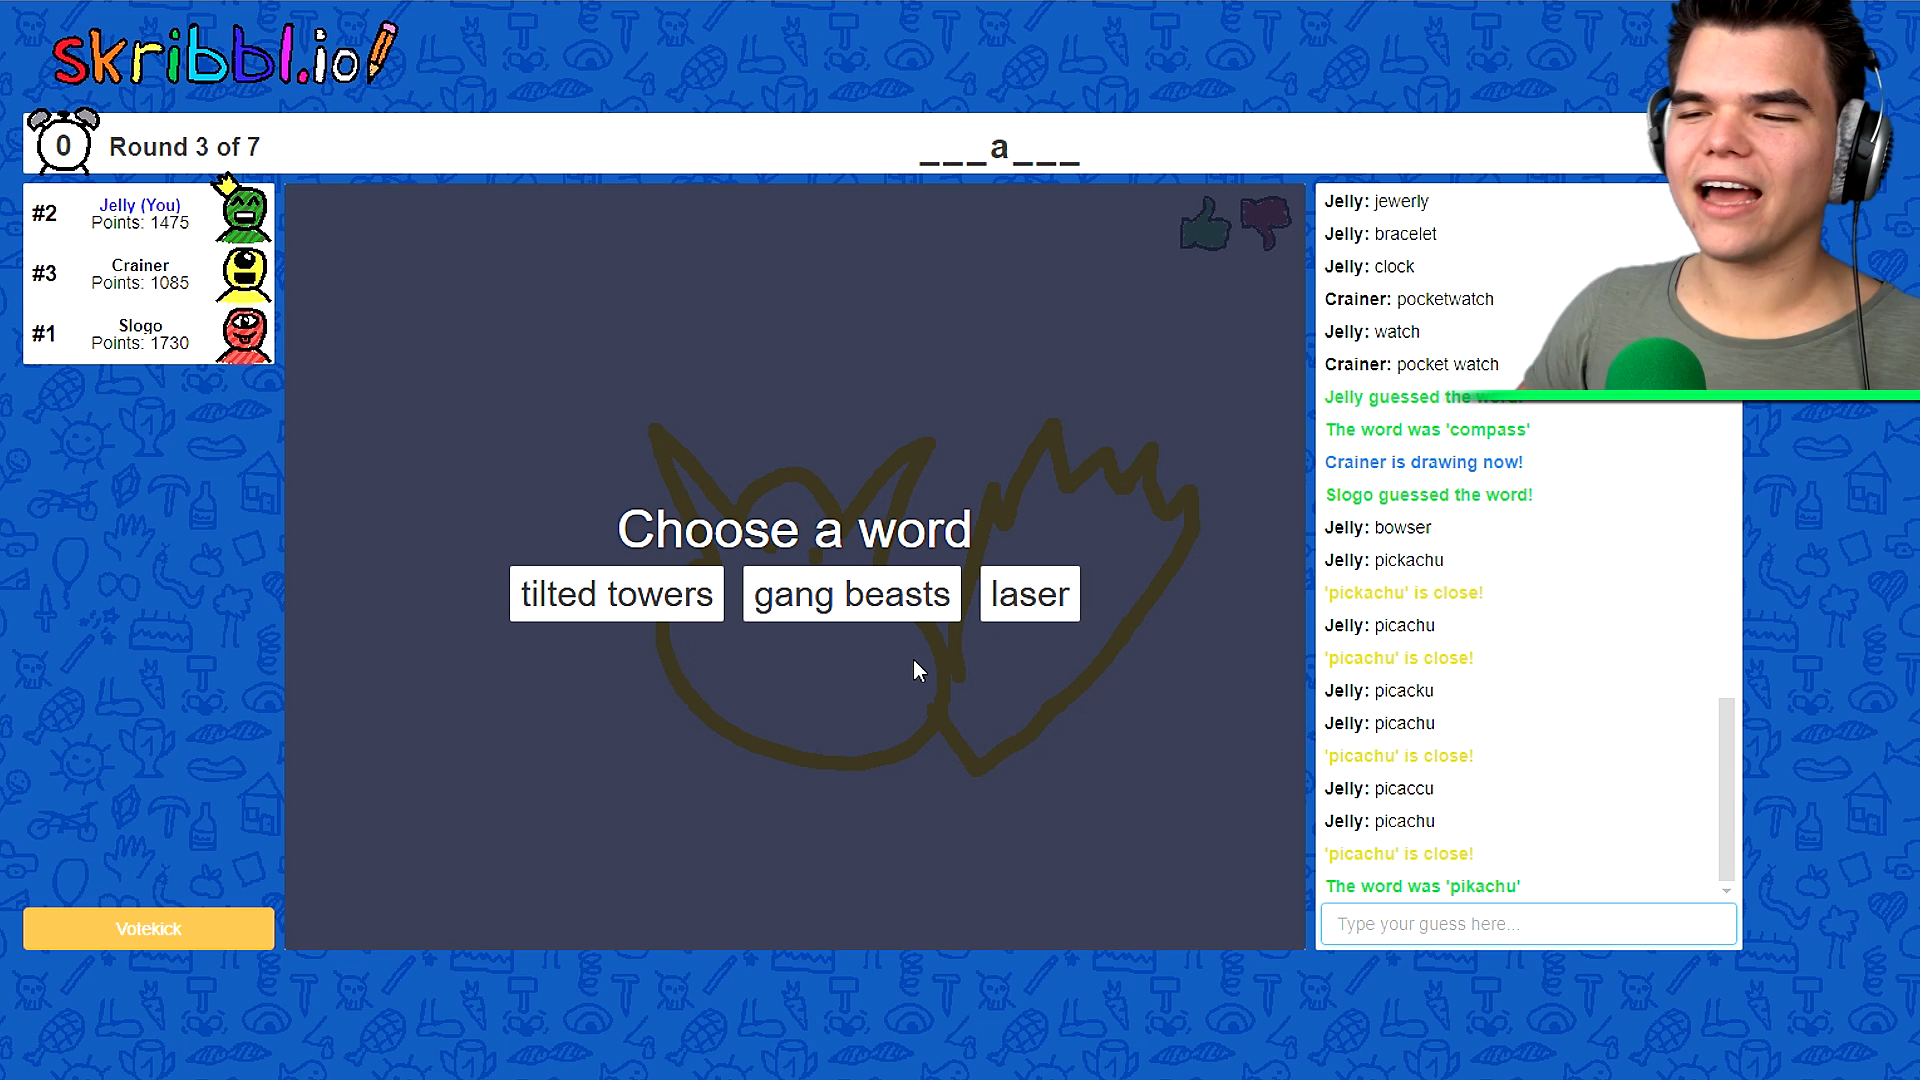 skribbl.io
0
Round 3 of 7
___a___
#2
Jelly (You)
Points: 1475
#3
Crainer
Points: 1085
#1
Slogo
Points: 1730
Votekick
Choose a word
tilted towers
gang beasts
laser
Jelly: jewerly
Jelly: bracelet
Jelly: clock
Crainer: pocketwatch
Jelly: watch
Crainer: pocket watch
Jelly guessed the word!
The word was 'compass'
Crainer is drawing now!
Slogo guessed the word!
Jelly: bowser
Jelly: pickachu
'pickachu' is close!
Jelly: picachu
'picachu' is close!
Jelly: picacku
Jelly: picachu
'picachu' is close!
Jelly: picaccu
Jelly: picachu
'picachu' is close!
The word was 'pikachu'
Type your guess here...